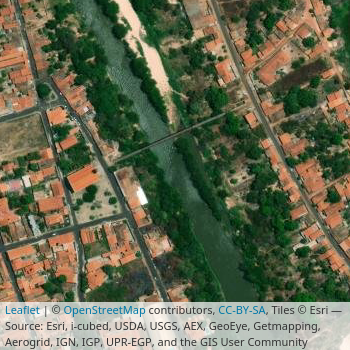 Leaflet | © OpenStreetMap contributors, CC-BY-SA, Tiles © Esri —
Source: Esri, i-cubed, USDA, USGS, AEX, GeoEye, Getmapping,
Aerogrid, IGN, IGP, UPR-EGP, and the GIS User Community